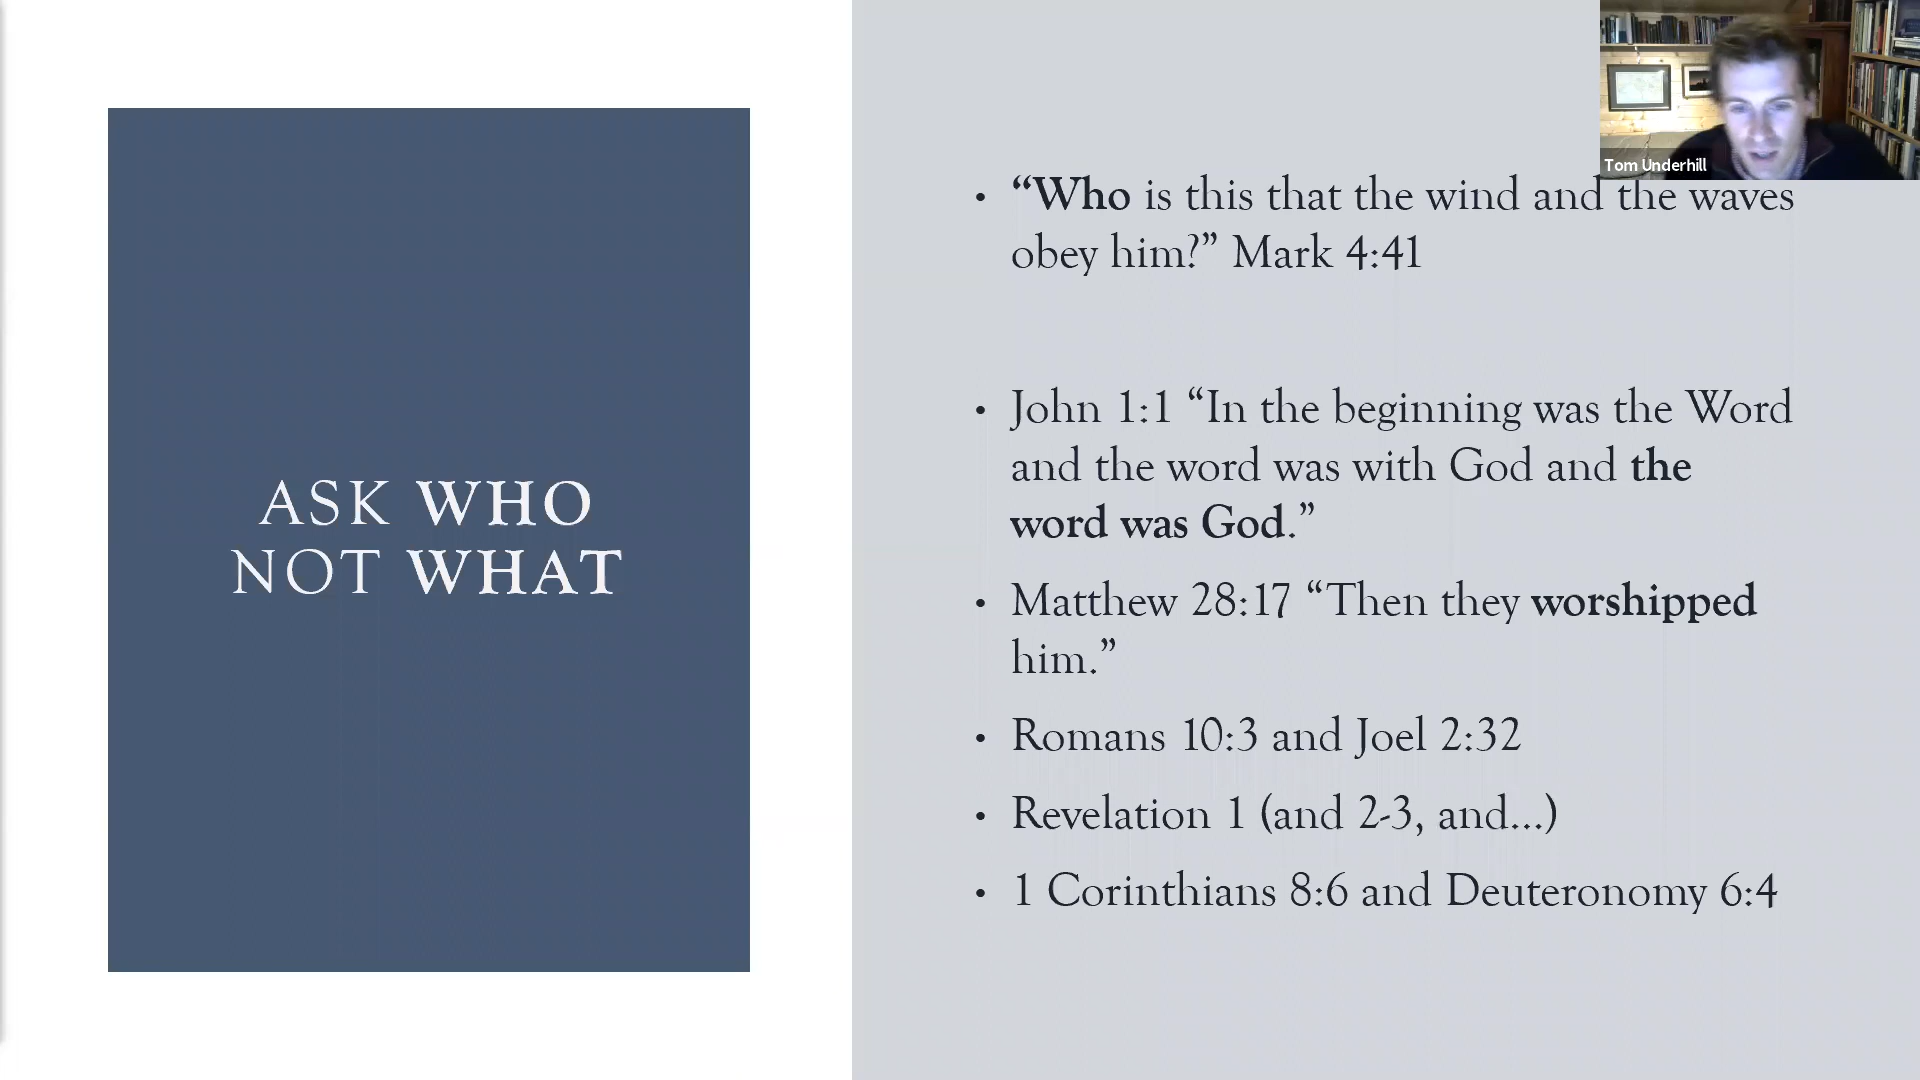 ASK WHO
NOT WHAT
Tom Underhill
• “Who is this that the wind and the waves
obey him?” Mark 4:41
• John 1:1 “In the beginning was the Word
and the word was with God and the
word was God.”
• Matthew 28:17 “Then they worshipped
him.”
• Romans 10:3 and Joel 2:32
• Revelation 1 (and 2-3, and...)
• 1 Corinthians 8:6 and Deuteronomy 6:4